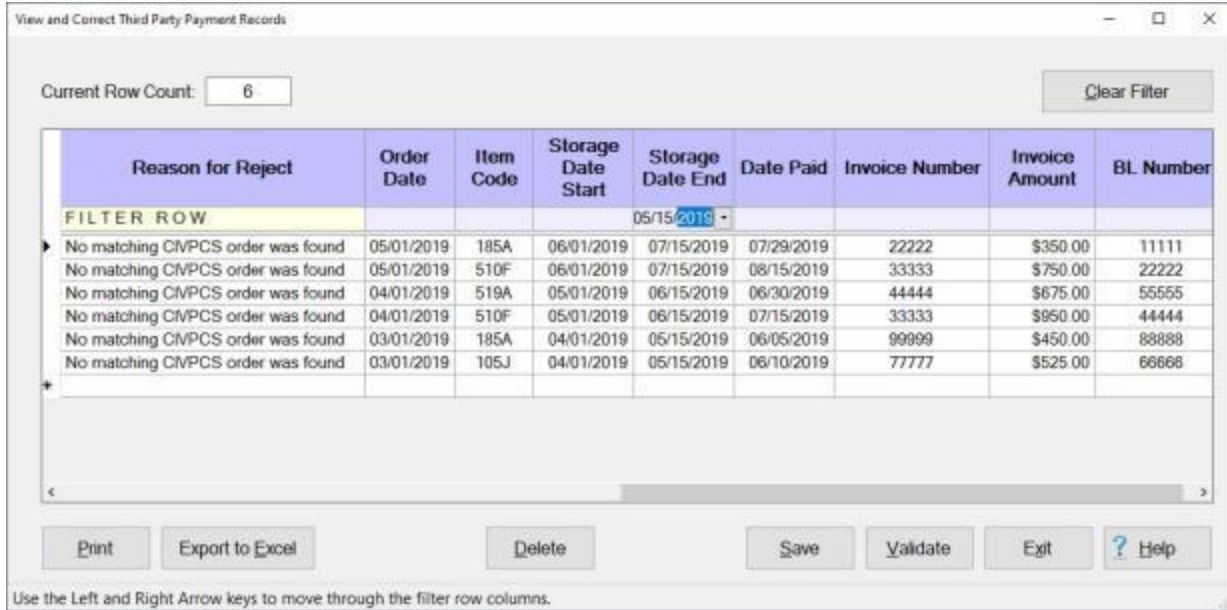 View and Correct Third Party Payment Records
Current Row Count: 6
Clear Filter
Reason for Reject Order Date Item Code Storage Date Start Storage Date End Date Paid Invoice Number Invoice Amount BL Number
FILTER ROW 05/15/2019
No matching CIVPCS order was found 05/01/2019 185A 06/01/2019 07/15/2019 07/29/2019 22222 $350.00 11111
No matching CIVPCS order was found 05/01/2019 510F 06/01/2019 07/15/2019 08/15/2019 33333 $750.00 22222
No matching CIVPCS order was found 04/01/2019 519A 05/01/2019 06/15/2019 06/30/2019 44444 $675.00 55555
No matching CIVPCS order was found 04/01/2019 510F 05/01/2019 06/15/2019 07/15/2019 33333 $950.00 44444
No matching CIVPCS order was found 03/01/2019 185A 04/01/2019 05/15/2019 06/05/2019 99999 $450.00 88888
No matching CIVPCS order was found 03/01/2019 105J 04/01/2019 05/15/2019 06/10/2019 77777 $525.00 66666
Print Export to Excel Delete Save Validate Exit ? Help
Use the Left and Right Arrow keys to move through the filter row columns.